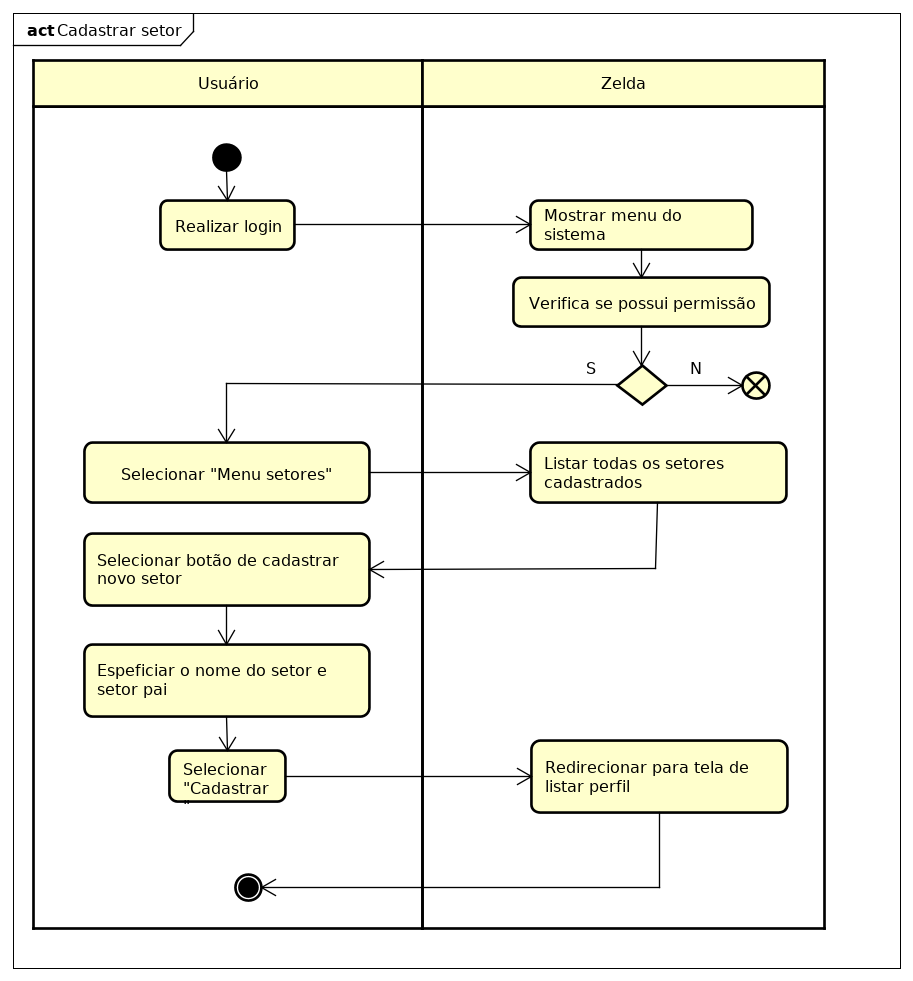 act Cadastrar setor
Usuário
Zelda
Realizar login
Mostrar menu do
sistema
Verifica se possui permissão
S
N
Selecionar "Menu setores"
Listar todas os setores
cadastrados
Selecionar botão de cadastrar
novo setor
Espeficiar o nome do setor e
setor pai
Selecionar
"Cadastrar
"
Redirecionar para tela de
listar perfil